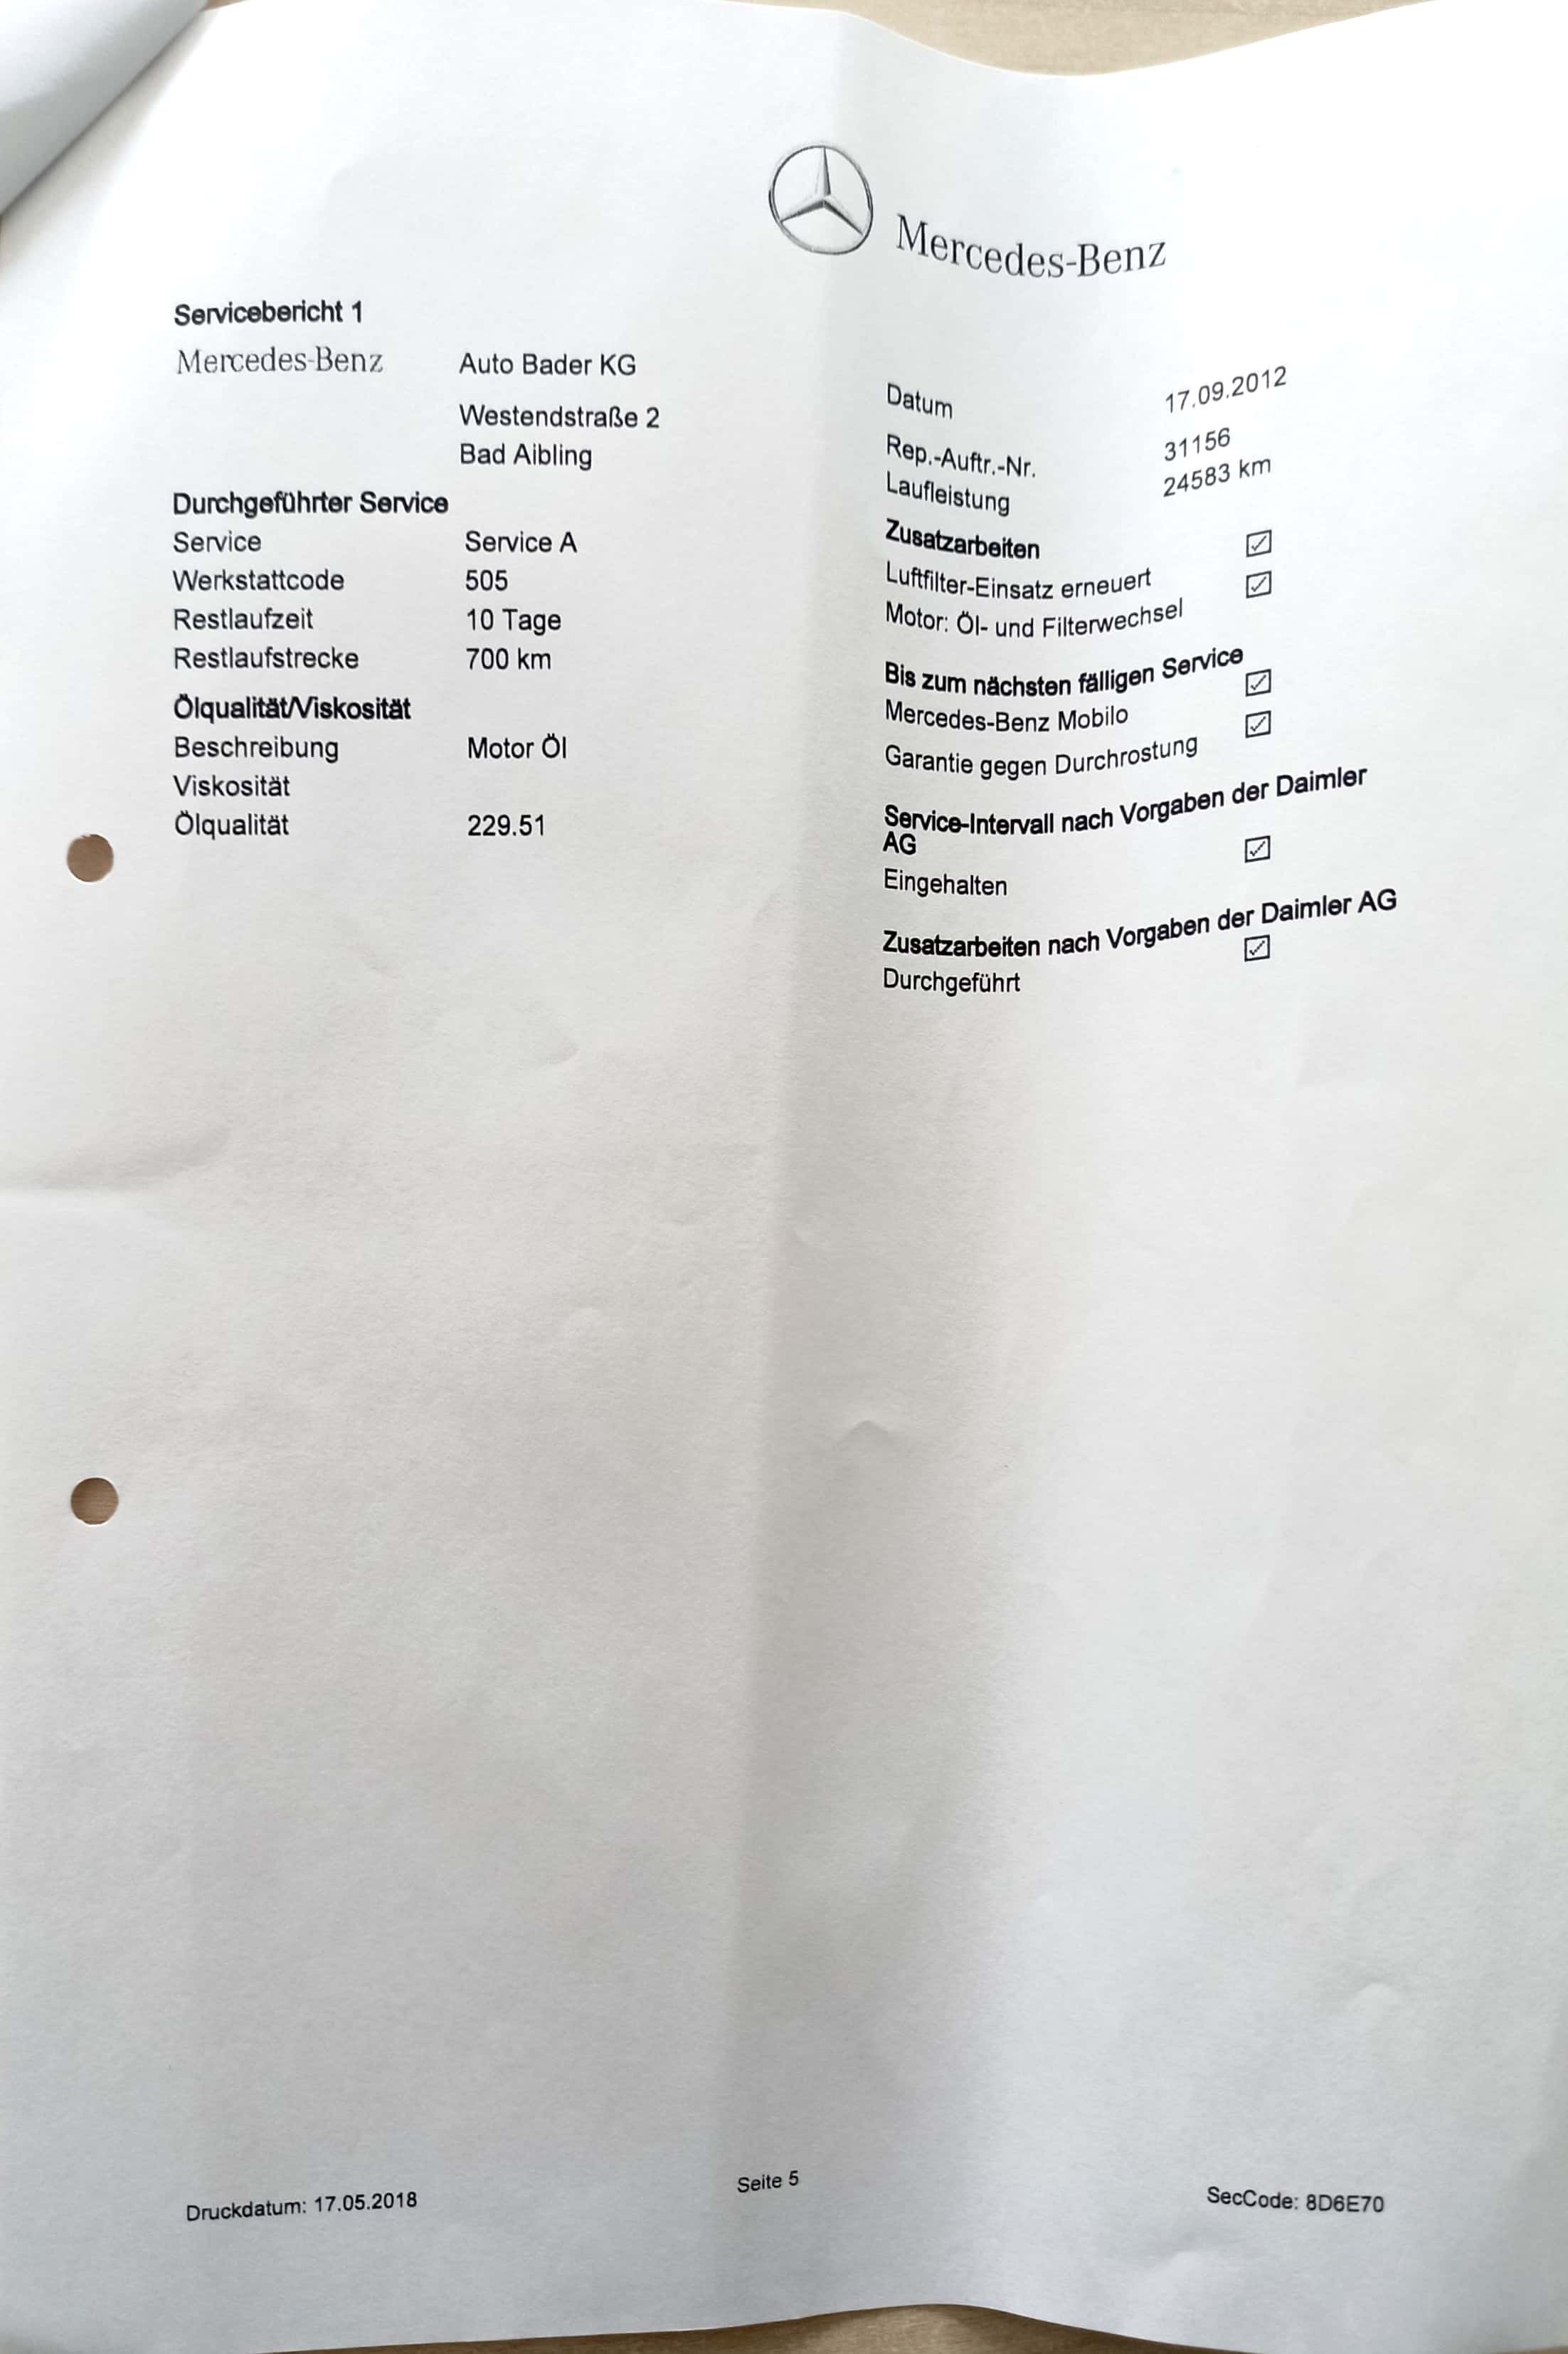 Mercedes-Benz
Servicebericht 1
Mercedes-Benz
Auto Bader KG
Westendstraße 2
Bad Aibling
Durchgeführter Service
Service Service A
Werkstattcode 505
Restlaufzeit 10 Tage
Restlaufstrecke 700 km
Ölqualität/Viskosität
Beschreibung Motor Öl
Viskosität
Ölqualität 229.51
Datum 17.09.2012
Rep.-Auftr.-Nr. 31156
Laufleistung 24583 km
Zusatzarbeiten
Luftfilter-Einsatz erneuert ☑
Motor: Öl- und Filterwechsel ☑
Bis zum nächsten fälligen Service
Mercedes-Benz Mobilo ☑
Garantie gegen Durchrostung ☑
Service-Intervall nach Vorgaben der Daimler
AG
Eingehalten ☑
Zusatzarbeiten nach Vorgaben der Daimler AG
Durchgeführt ☑
Druckdatum: 17.05.2018
Seite 5
SecCode: 8D6E70